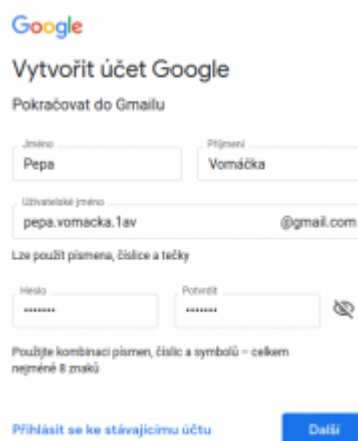 Google
Vytvořit účet Google
Pokračovat do Gmailu
Jméno Příjmení
Pepa Vomáčka
Uživatelské jméno
pepa.vomacka.1av @gmail.com
Lze použít písmena, číslice a tečky
Heslo Potvrdit
Použijte kombinaci písmen, číslic a symbolů – celkem
nejméně 8 znaků
Přihlásit se ke stávajícímu účtu Další